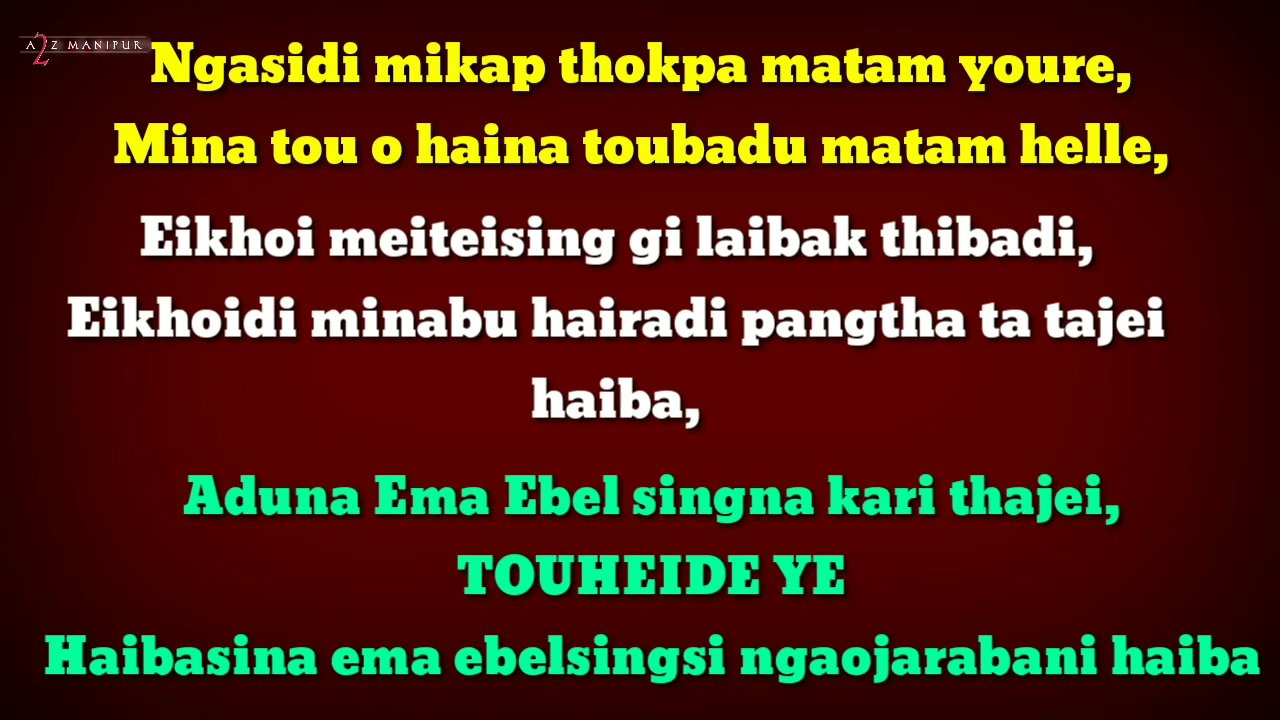 A2Z MANIPUR
Ngasidi mikap thokpa matam youre,
Mina tou o haina toubadu matam helle,
Eikhoi meiteising gi laibak thibadi,
Eikhoidi minabu hairadi pangtha ta tajei
haiba,
Aduna Ema Ebel singna kari thajei,
TOUHEIDE YE
Haibasina ema ebelsingsi ngaojarabani haiba